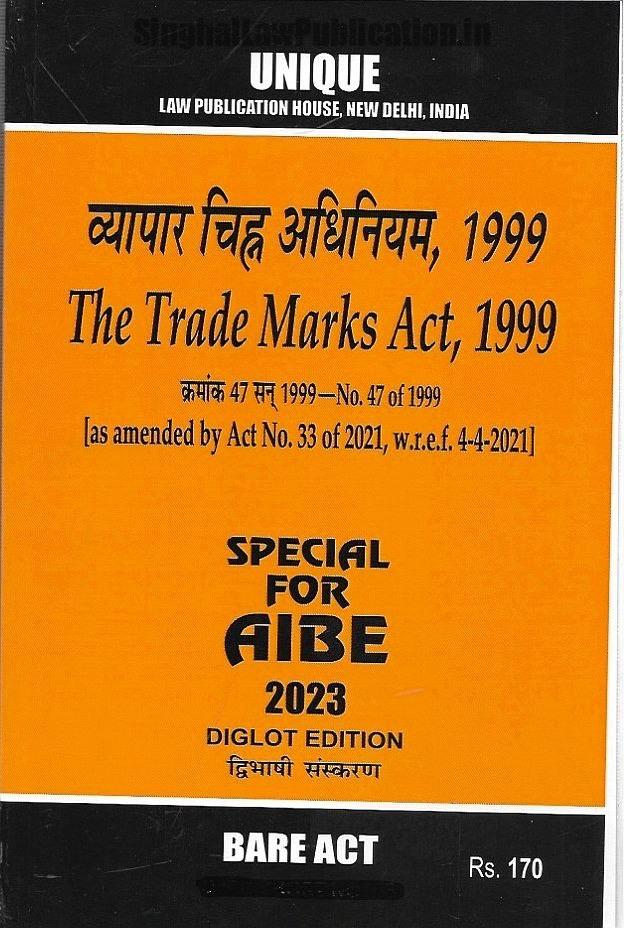 SinghalLawPublication.in
UNIQUE
LAW PUBLICATION HOUSE, NEW DELHI, INDIA
व्यापार चिह्न अधिनियम, 1999
The Trade Marks Act, 1999
क्रमांक 47 सन् 1999—No. 47 of 1999
[as amended by Act No. 33 of 2021, w.r.e.f. 4-4-2021]
SPECIAL
FOR
AIBE
2023
DIGLOT EDITION
द्विभाषी संस्करण
BARE ACT
Rs. 170